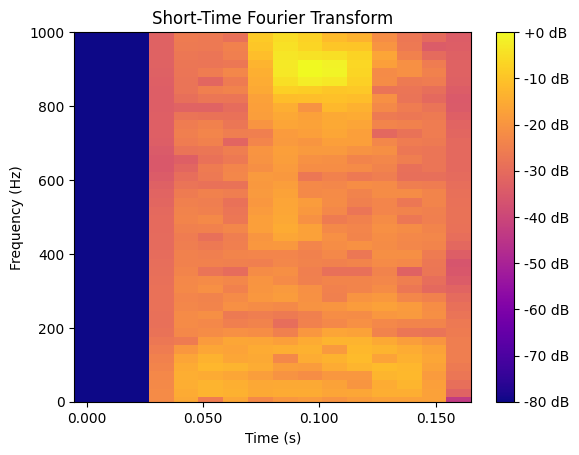 Short-Time Fourier Transform
1000
800
600
400
200
0
Frequency (Hz)
0.000
0.050
0.100
0.150
Time (s)
+0 dB
-10 dB
-20 dB
-30 dB
-40 dB
-50 dB
-60 dB
-70 dB
-80 dB